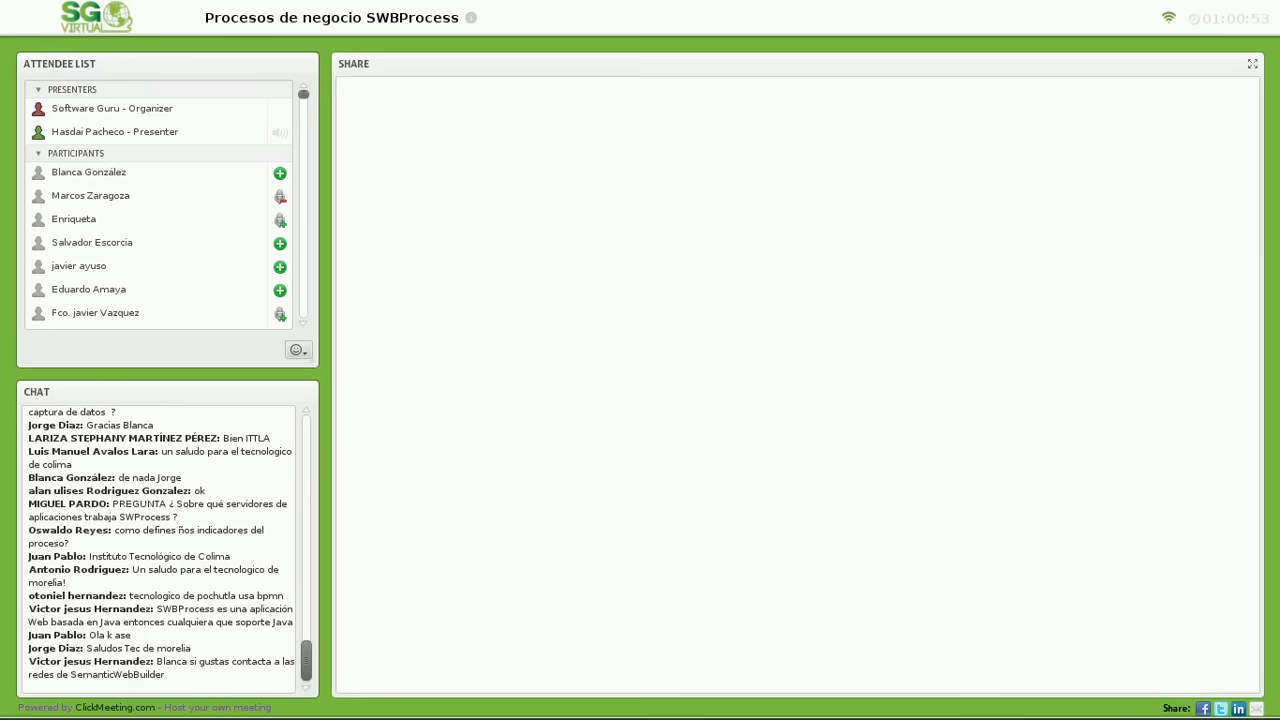 SG
VIRTUAL
Procesos de negocio SWBProcess
01:00:53
ATTENDEE LIST
PRESENTERS
Software Guru - Organizer
Hasdai Pacheco - Presenter
PARTICIPANTS
Blanca González
Marcos Zaragoza
Enriqueta
Salvador Escorcia
javier ayuso
Eduardo Amaya
Fco. javier Vazquez
CHAT
captura de datos ?
Jorge Diaz: Gracias Blanca
LARIZA STEPHANY MARTÍNEZ PÉREZ: Bien ITTLA
Luis Manuel Avalos Lara: un saludo para el tecnologico
de colima
Blanca González: de nada Jorge
alan ulises Rodriguez Gonzalez: ok
MIGUEL PARDO: PREGUNTA ¿ Sobre qué servidores de
aplicaciones trabaja SWProcess ?
Oswaldo Reyes: como defines ños indicadores del
proceso?
Juan Pablo: Instituto Tecnológico de Colima
Antonio Rodriguez: Un saludo para el tecnologico de
morelia!
otoniel hernandez: tecnologico de pochutla usa bpmn
Victor jesus Hernandez: SWBProcess es una aplicación
Web basada en Java entonces cualquiera que soporte Java
Juan Pablo: Ola k ase
Jorge Diaz: Saludos Tec de morelia
Victor jesus Hernandez: Blanca si gustas contacta a las
redes de SemanticWebBuilder
SHARE
Powered by ClickMeeting.com - Host your own meeting
Share: